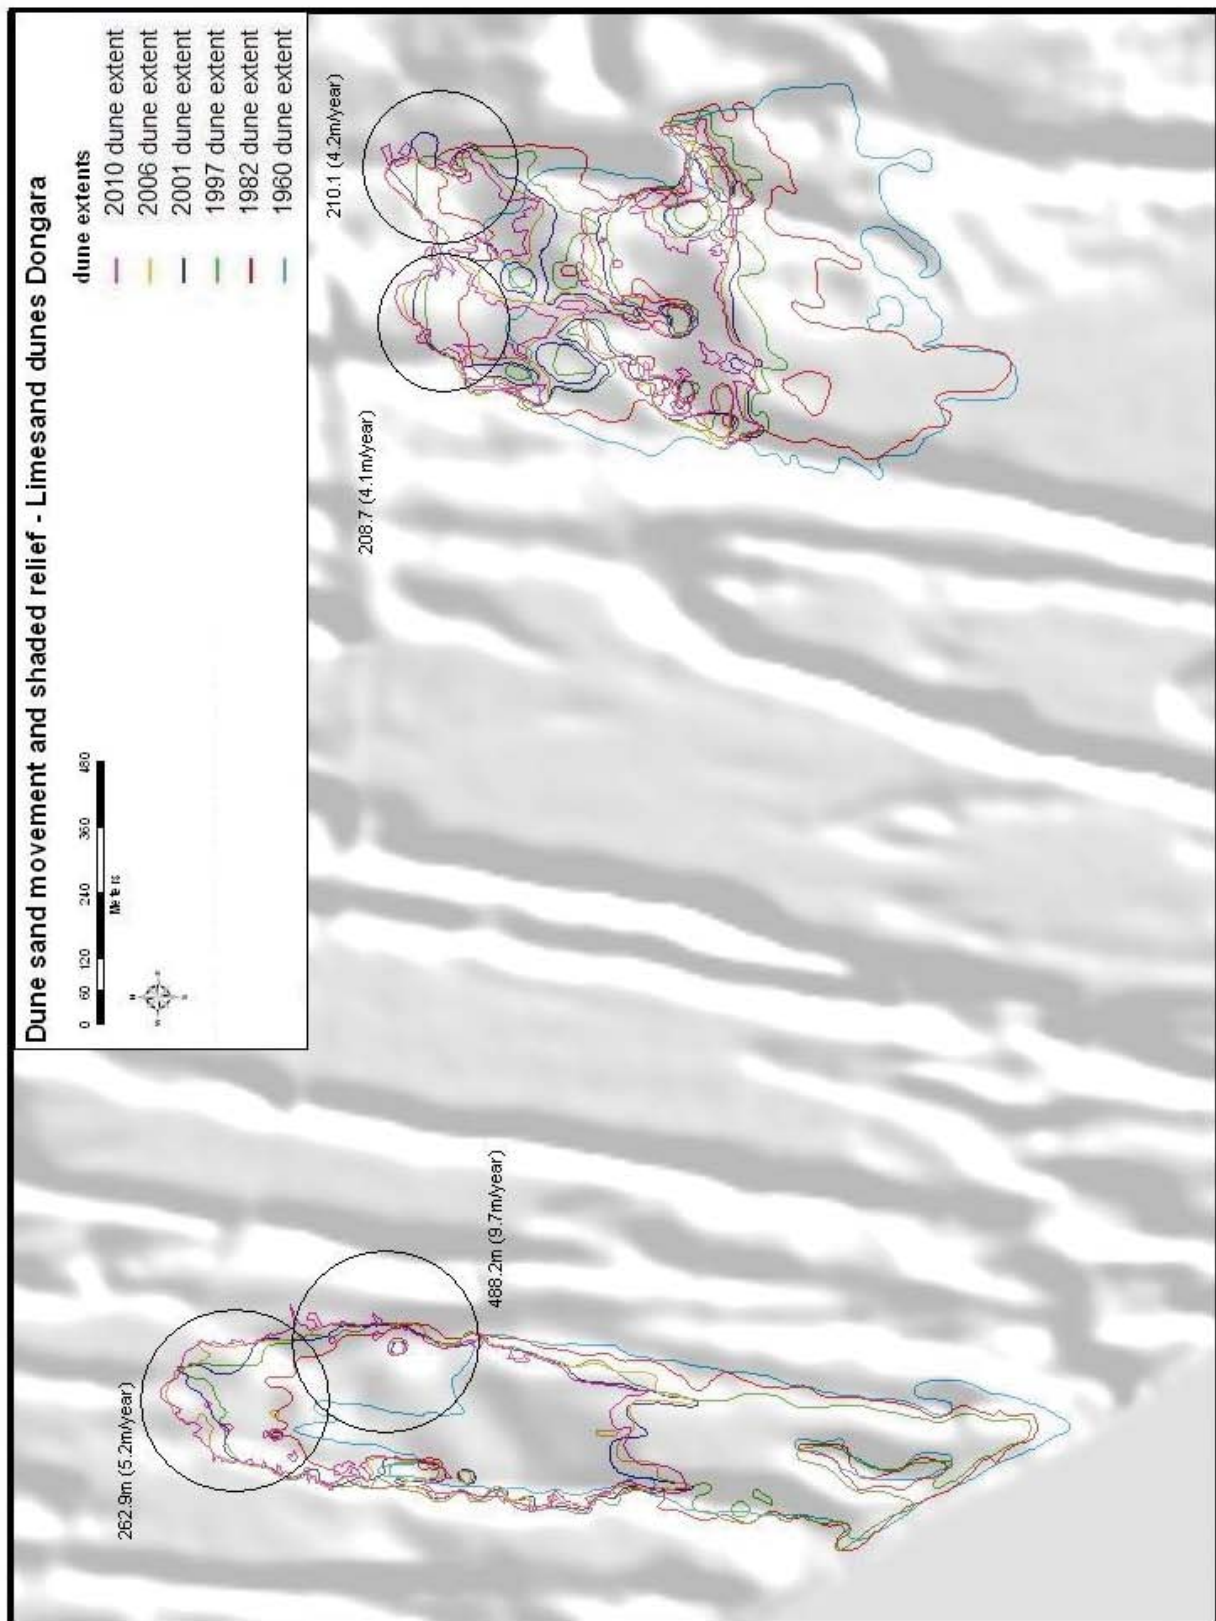 Dune sand movement and shaded relief - Limesand dunes Dongara
0 60 120 240 360 480
Meters
dune extents
2010 dune extent
2006 dune extent
2001 dune extent
1997 dune extent
1982 dune extent
1960 dune extent
262.9m (5.2m/year)
488.2m (9.7m/year)
208.7 (4.1m/year)
210.1 (4.2m/year)